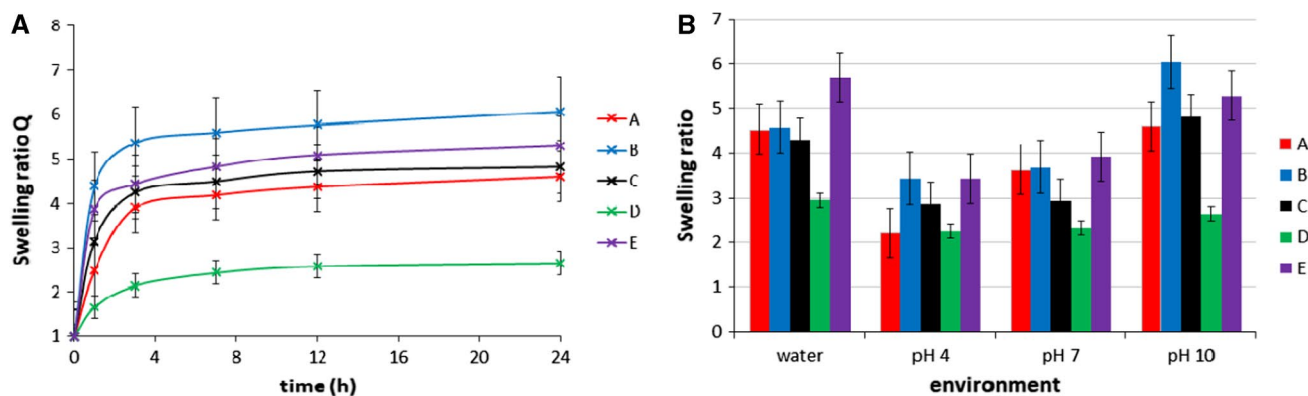 A
Swelling ratio Q
8
7
6
5
4
3
2
1
0 4 8 12 16 20 24
time (h)
A
B
C
D
E
B
Swelling ratio
7
6
5
4
3
2
1
0
water pH 4 pH 7 pH 10
environment
A
B
C
D
E